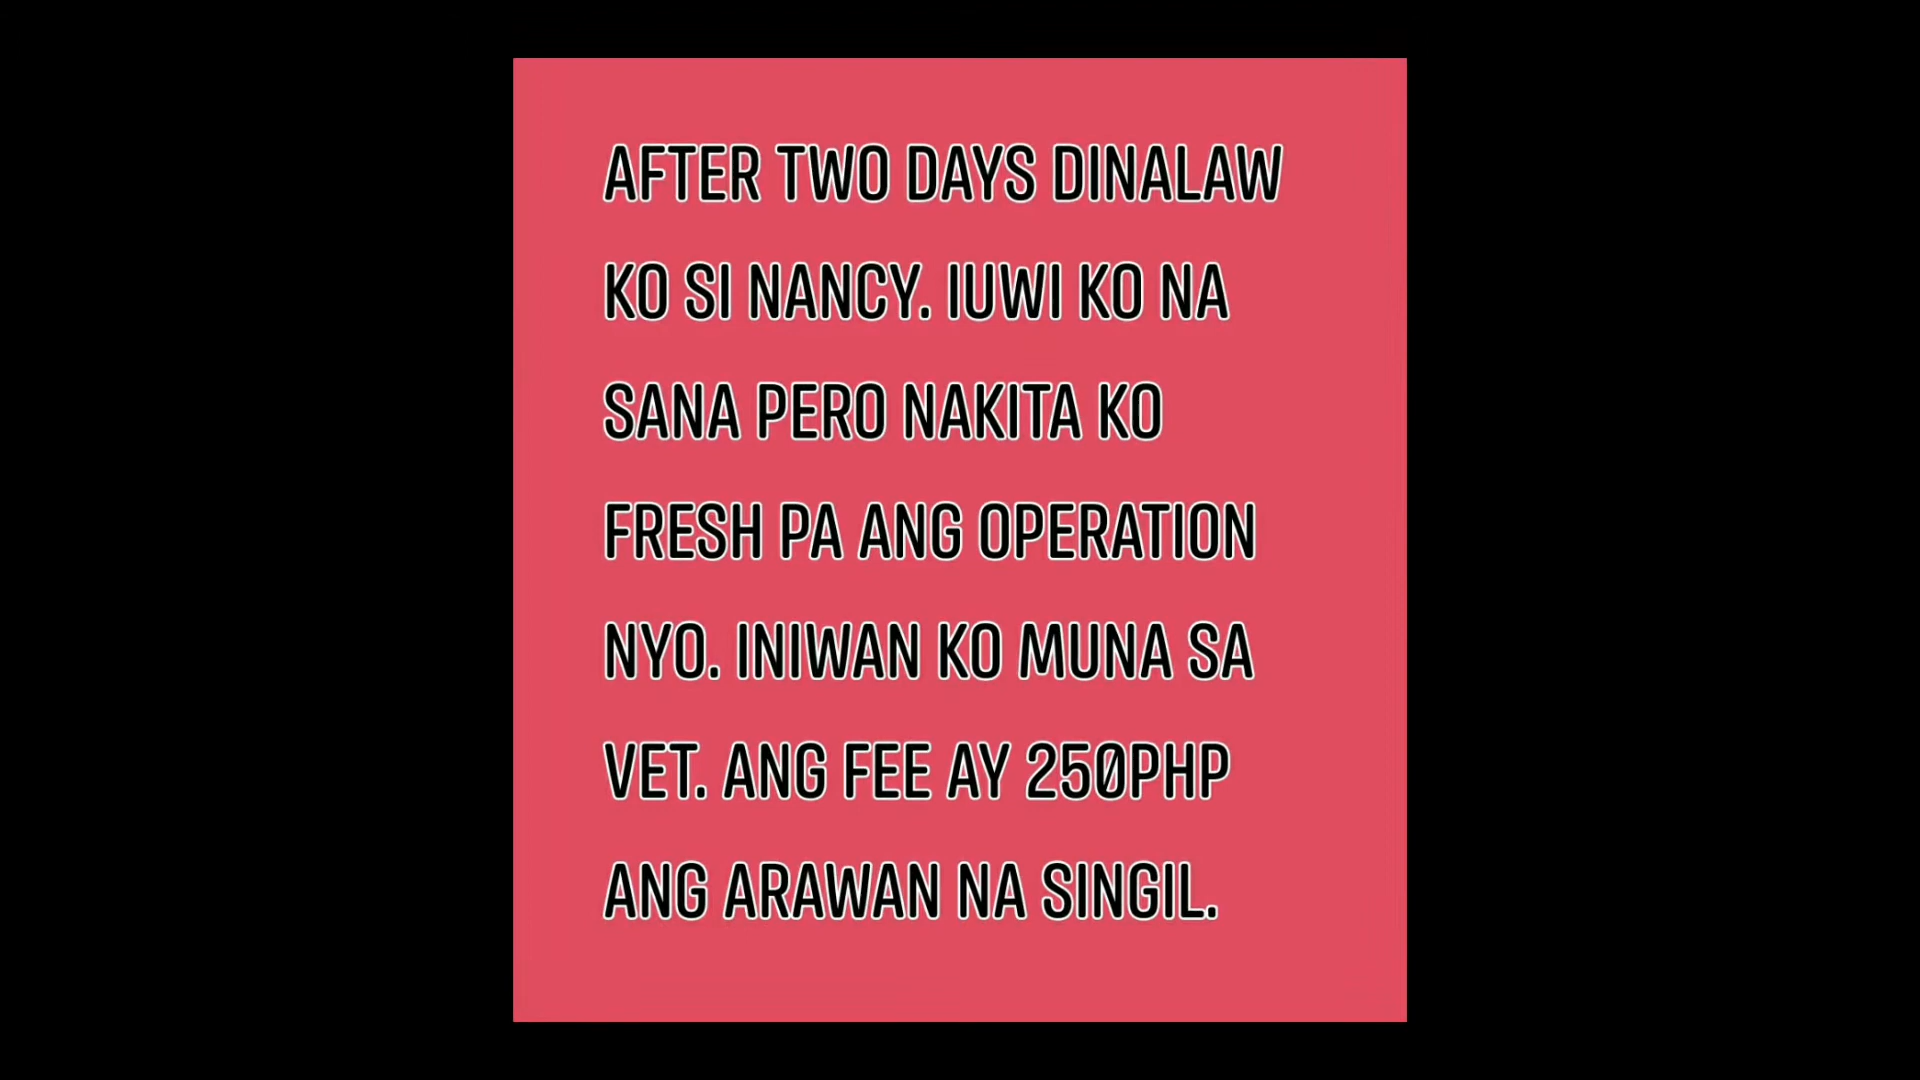 AFTER TWO DAYS DINALAW
KO SI NANCY. IUWI KO NA
SANA PERO NAKITA KO
FRESH PA ANG OPERATION
NYO. INIWAN KO MUNA SA
VET. ANG FEE AY 250PHP
ANG ARAWAN NA SINGIL.